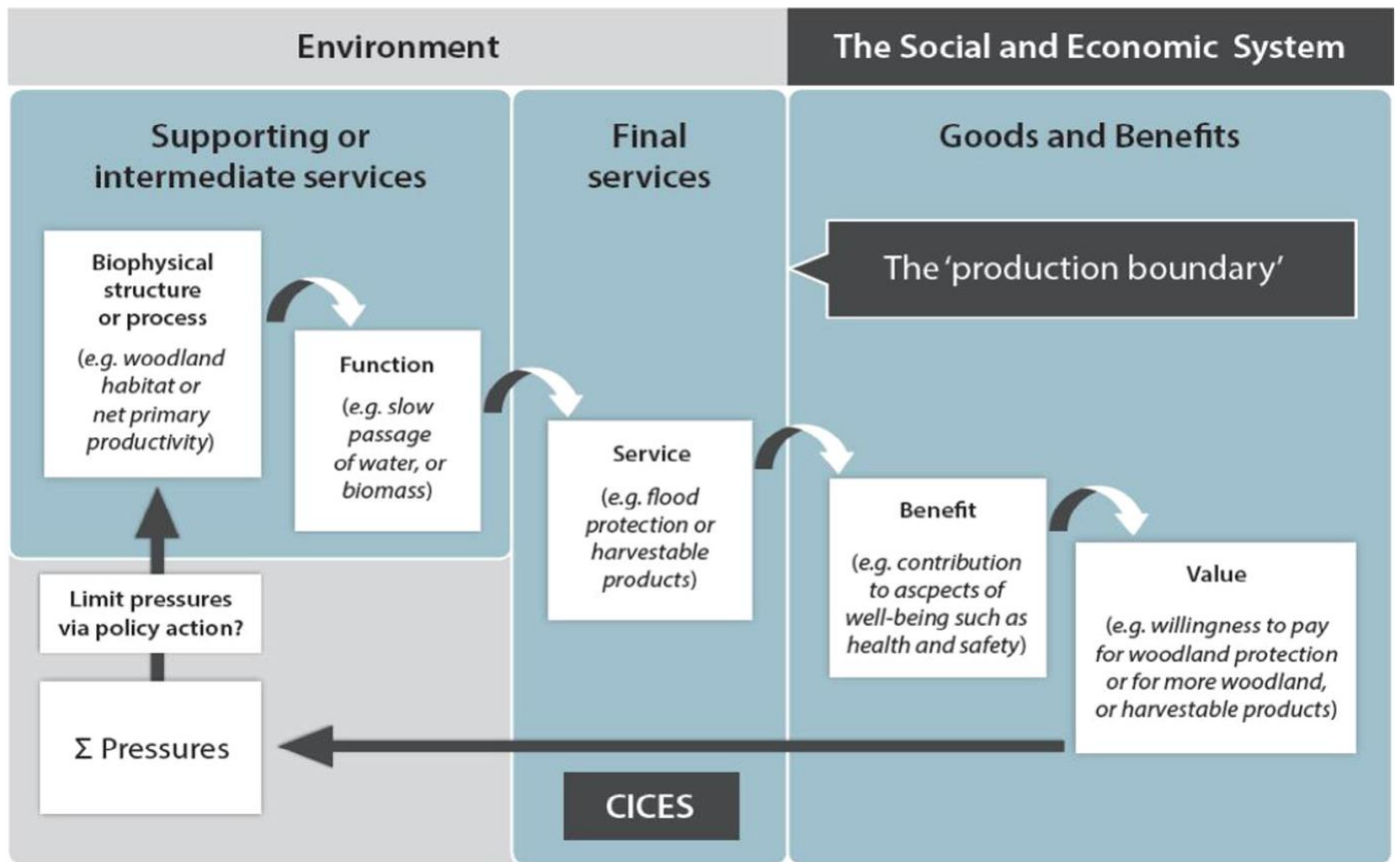 Environment
The Social and Economic System
Supporting or
intermediate services
Final
services
Goods and Benefits
The ‘production boundary’
Biophysical
structure
or process
(e.g. woodland
habitat or
net primary
productivity)
Function
(e.g. slow
passage
of water, or
biomass)
Service
(e.g. flood
protection or
harvestable
products)
Benefit
(e.g. contribution
to ascpects of
well-being such as
health and safety)
Value
(e.g. willingness to pay
for woodland protection
or for more woodland,
or harvestable products)
Limit pressures
via policy action?
Σ Pressures
CICES